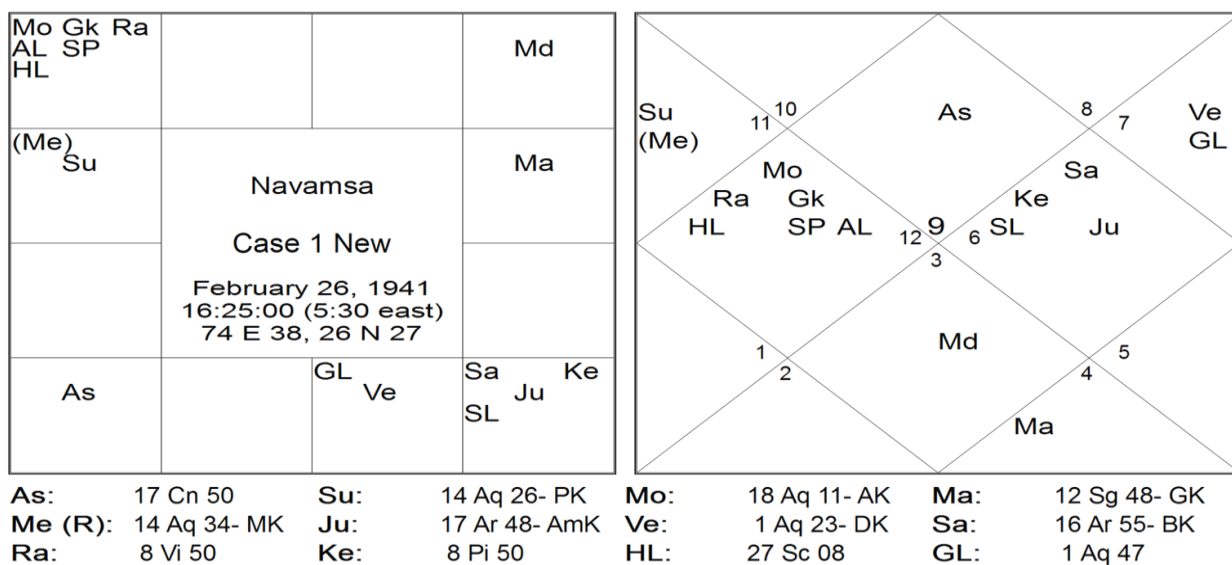 Mo Gk Ra
AL SP
HL
Md
(Me)
Su
Ma
Navamsa
Case 1 New
February 26, 1941
16:25:00 (5:30 east)
74 E 38, 26 N 27
As
GL
Ve
Sa Ke
Ju
SL
Su
(Me)
10
11
As
8
7
Ve
GL
Mo
Ra Gk
HL SP AL
12
9
6
3
Sa
Ke
SL Ju
1
2
Md
5
4
Ma
As: 17 Cn 50 Su: 14 Aq 26- PK Mo: 18 Aq 11- AK Ma: 12 Sg 48- GK
Me (R): 14 Aq 34- MK Ju: 17 Ar 48- AmK Ve: 1 Aq 23- DK Sa: 16 Ar 55- BK
Ra: 8 Vi 50 Ke: 8 Pi 50 HL: 27 Sc 08 GL: 1 Aq 47